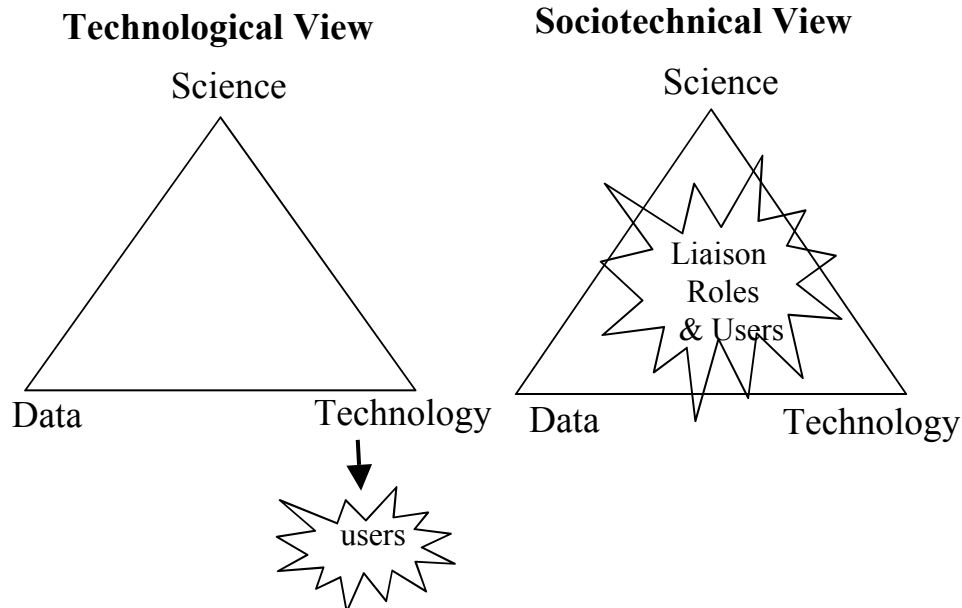 Technological View
Science
Data
Technology
users
Sociotechnical View
Science
Liaison
Roles
& Users
Data
Technology